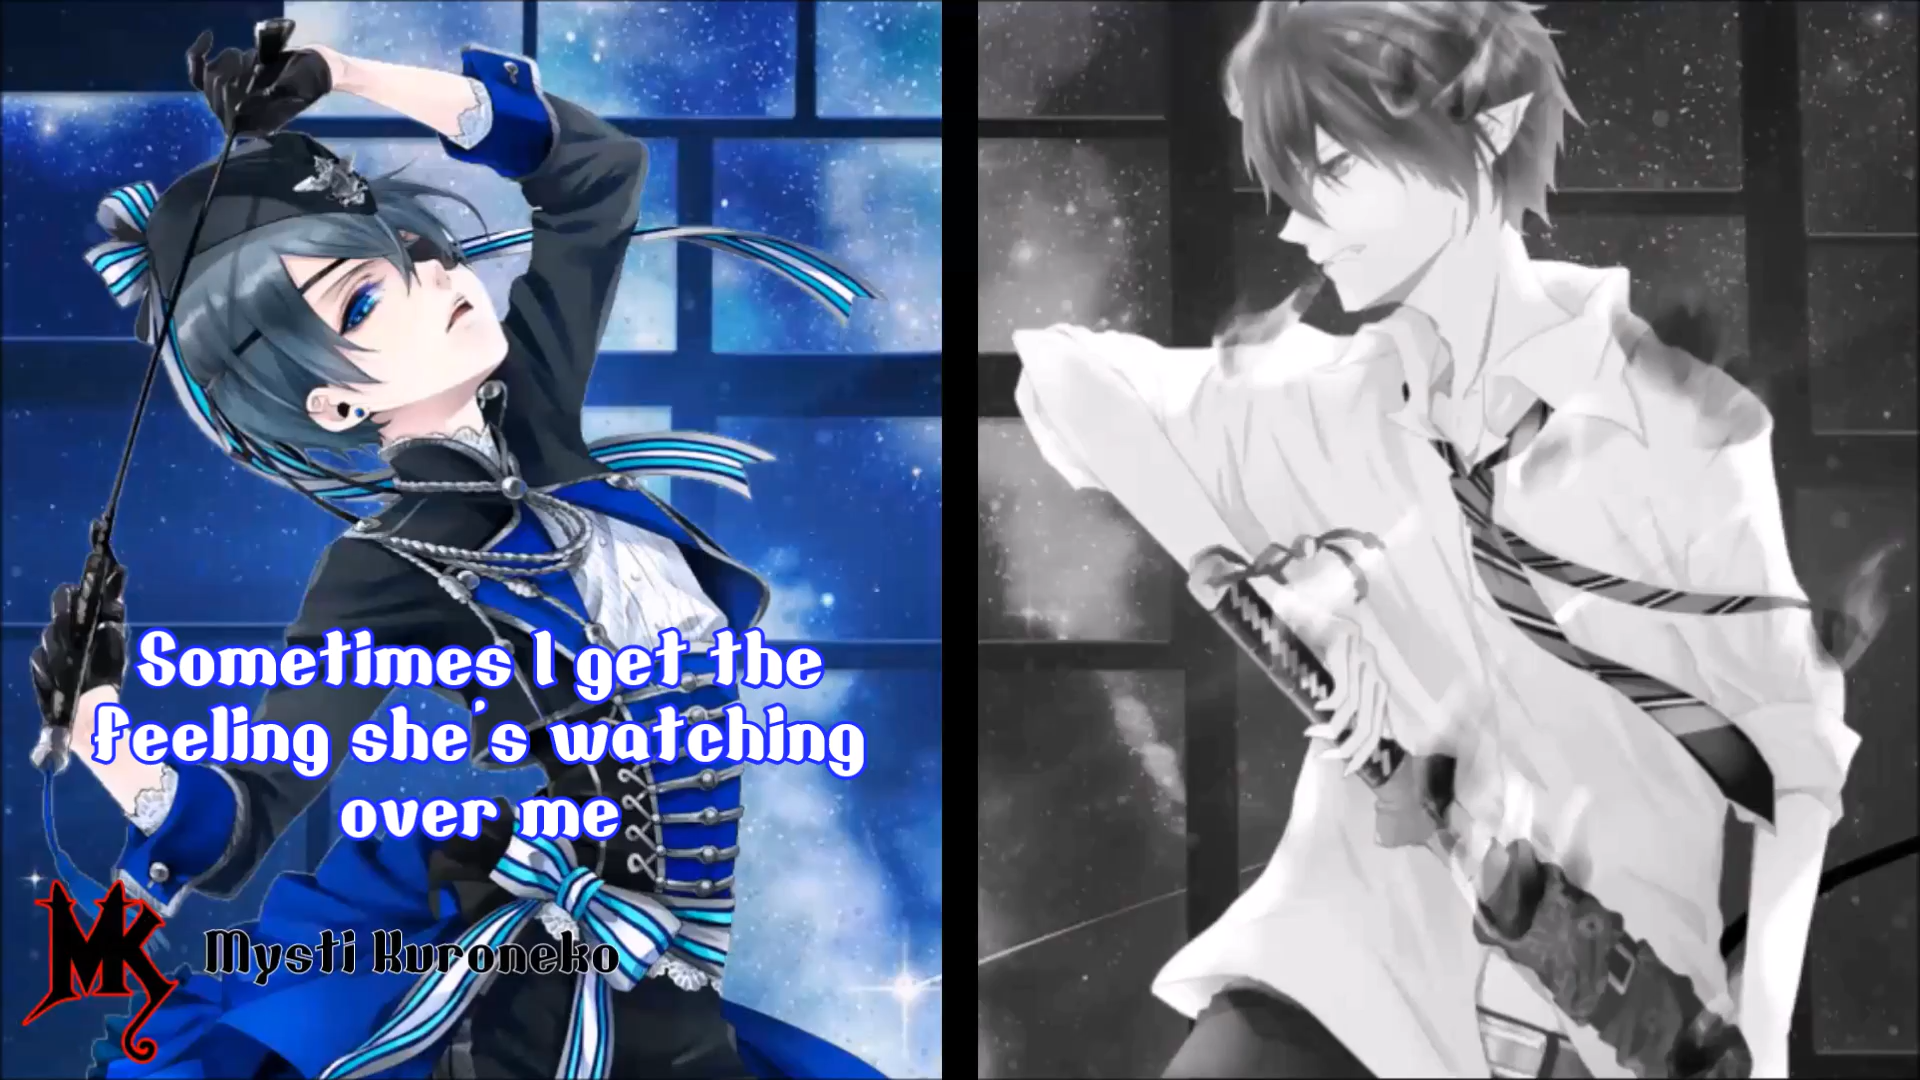 Sometimes I get the
feeling she's watching
over me
MK
Mysti Kuroneko